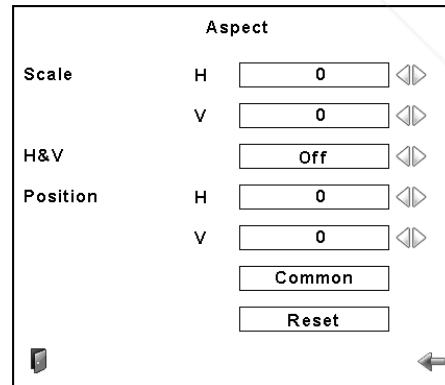 Aspect
Scale H 0
V 0
H&V Off
Position H 0
V 0
Common
Reset